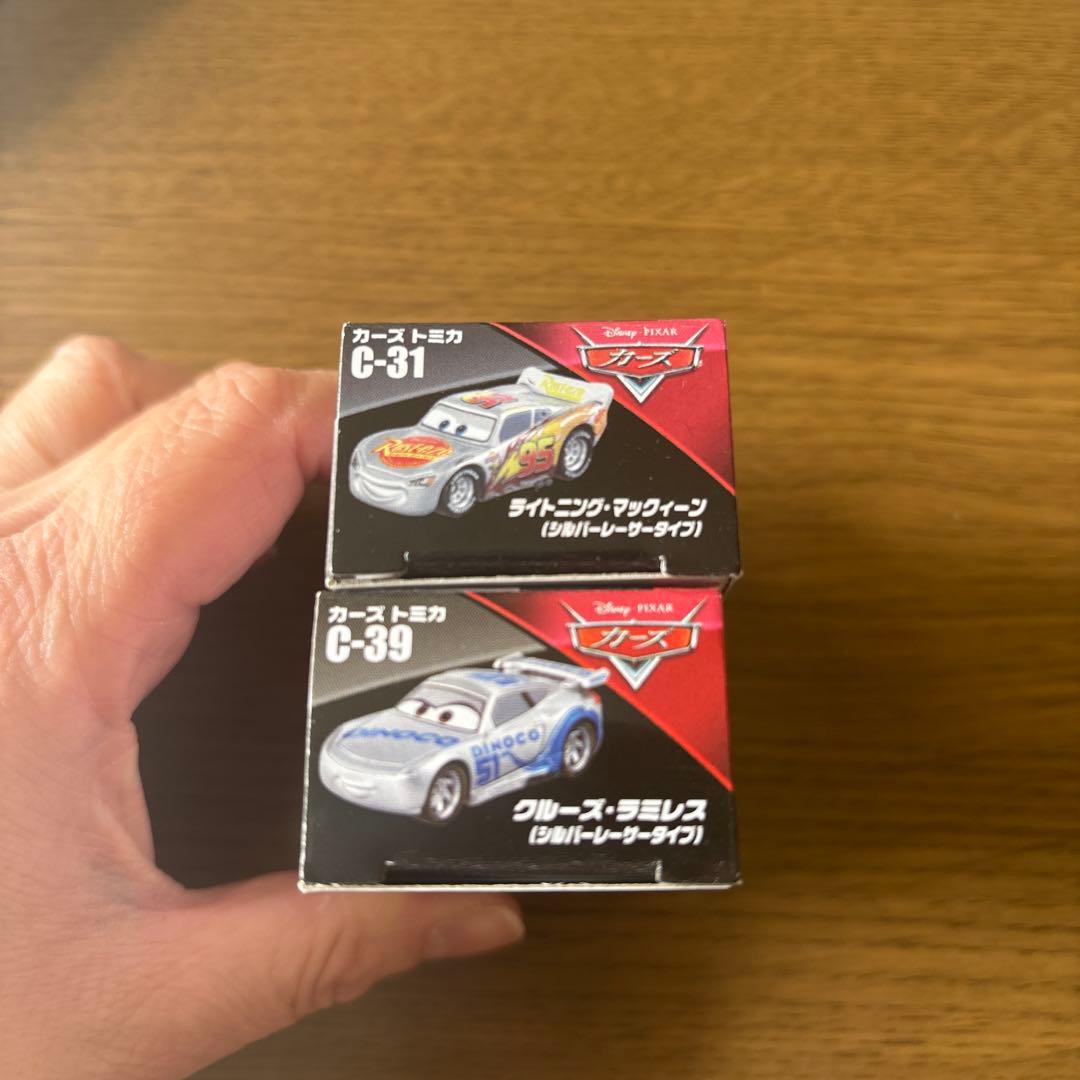 カーズ トミカ
C-31
Disney · PIXAR
カーズ
Rust-eze
95
ライトニング・マックィーン
(シルバーレーサータイプ)
カーズ トミカ
C-39
Disney · PIXAR
カーズ
DINOCO
DINOCO
51
クルーズ・ラミレス
(シルバーレーサータイプ)